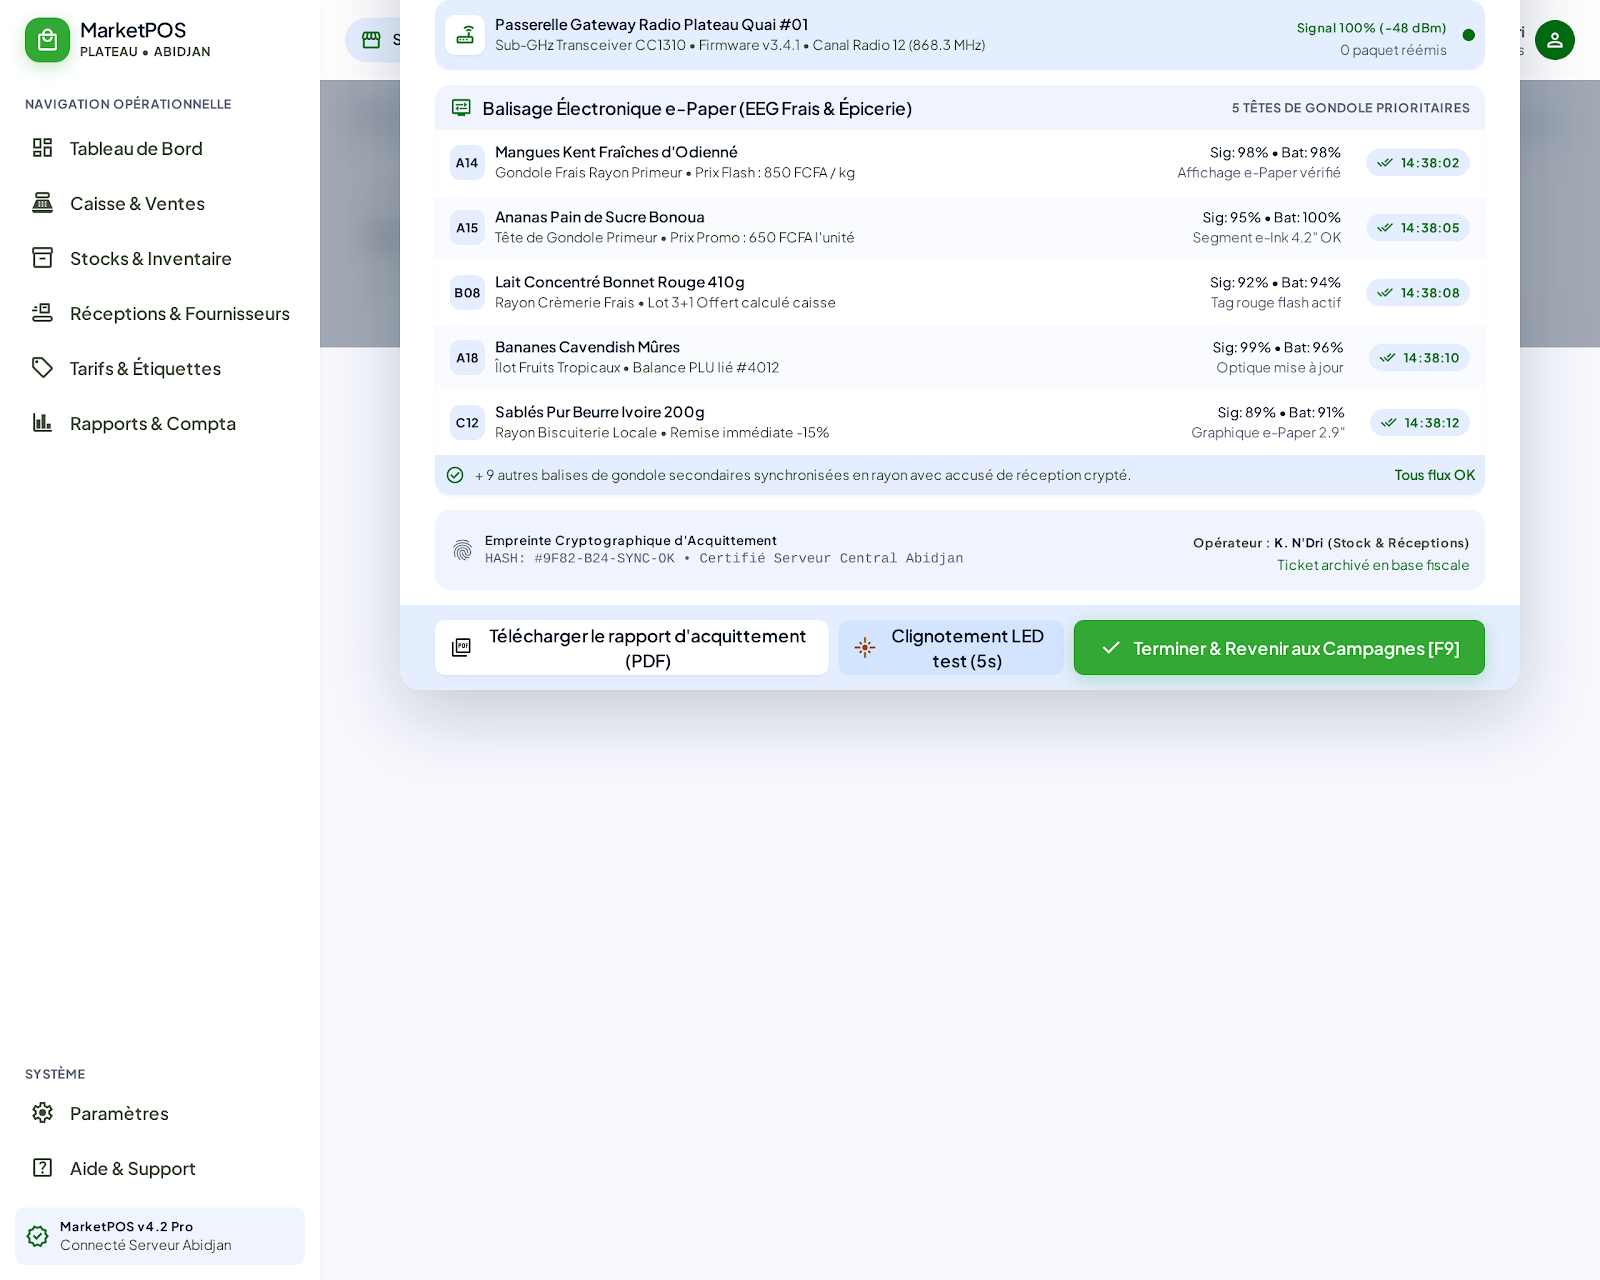 MarketPOS
PLATEAU • ABIDJAN
NAVIGATION OPÉRATIONNELLE
Tableau de Bord
Caisse & Ventes
Stocks & Inventaire
Réceptions & Fournisseurs
Tarifs & Étiquettes
Rapports & Compta
SYSTÈME
Paramètres
Aide & Support
MarketPOS v4.2 Pro
Connecté Serveur Abidjan
Passerelle Gateway Radio Plateau Quai #01
Sub-GHz Transceiver CC1310 • Firmware v3.4.1 • Canal Radio 12 (868.3 MHz)
Signal 100% (-48 dBm)
0 paquet réémis
Balisage Électronique e-Paper (EEG Frais & Épicerie)
5 TÊTES DE GONDOLE PRIORITAIRES
A14
Mangues Kent Fraîches d'Odienné
Gondole Frais Rayon Primeur • Prix Flash : 850 FCFA / kg
Sig: 98% • Bat: 98%
Affichage e-Paper vérifié
14:38:02
A15
Ananas Pain de Sucre Bonoua
Tête de Gondole Primeur • Prix Promo : 650 FCFA l'unité
Sig: 95% • Bat: 100%
Segment e-Ink 4.2" OK
14:38:05
B08
Lait Concentré Bonnet Rouge 410g
Rayon Crèmerie Frais • Lot 3+1 Offert calculé caisse
Sig: 92% • Bat: 94%
Tag rouge flash actif
14:38:08
A18
Bananes Cavendish Mûres
Îlot Fruits Tropicaux • Balance PLU lié #4012
Sig: 99% • Bat: 96%
Optique mise à jour
14:38:10
C12
Sablés Pur Beurre Ivoire 200g
Rayon Biscuiterie Locale • Remise immédiate -15%
Sig: 89% • Bat: 91%
Graphique e-Paper 2.9"
14:38:12
+ 9 autres balises de gondole secondaires synchronisées en rayon avec accusé de réception crypté.
Tous flux OK
Empreinte Cryptographique d'Acquittement
HASH: #9F82-B24-SYNC-OK • Certifié Serveur Central Abidjan
Opérateur : K. N'Dri (Stock & Réceptions)
Ticket archivé en base fiscale
Télécharger le rapport d'acquittement
(PDF)
Clignotement LED
test (5s)
Terminer & Revenir aux Campagnes [F9]